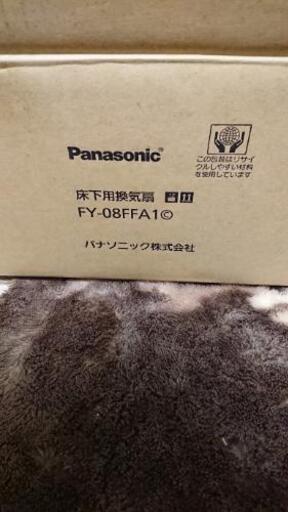 Panasonic
この包装はリサイ
クルしやすい材料
を使用しています
床下用換気扇
FY-08FFA1©
パナソニック株式会社